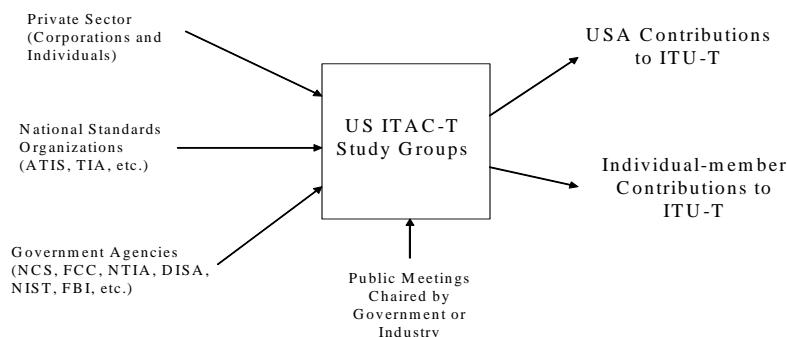 Private Sector
(Corporations and
Individuals)
National Standards
Organizations
(ATIS, TIA, etc.)
Government Agencies
(NCS, FCC, NTIA, DISA,
NIST, FBI, etc.)
US ITAC-T
Study Groups
Public Meetings
Chaired by
Government or
Industry
USA Contributions
to ITU-T
Individual-member
Contributions to
ITU-T